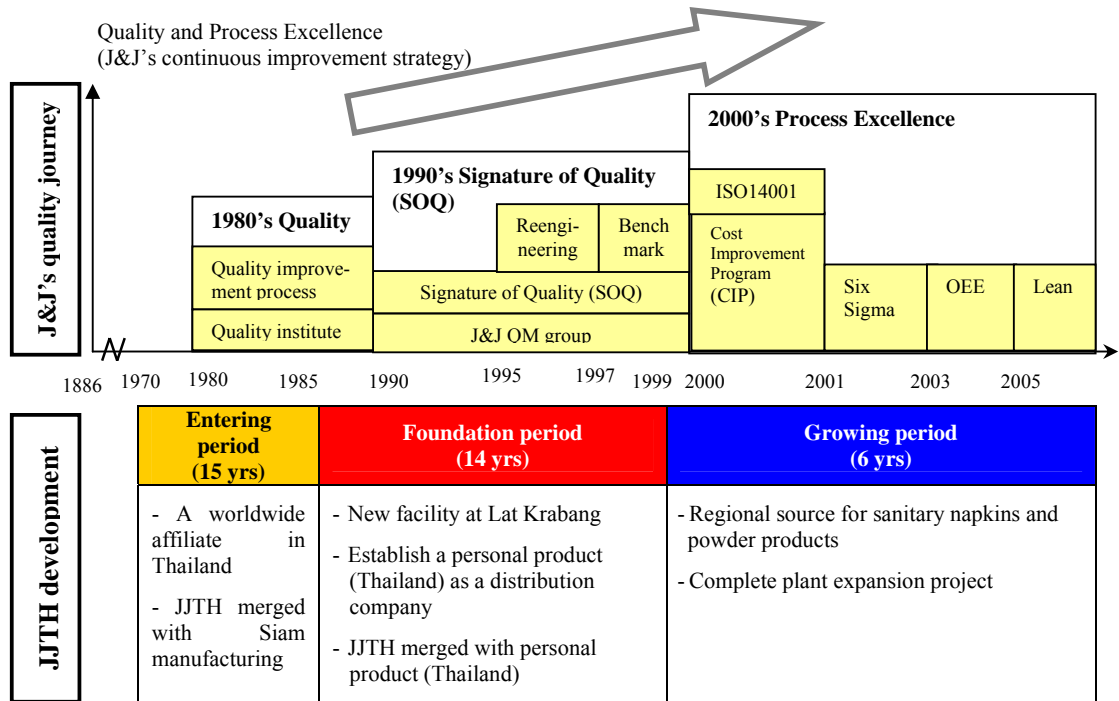 Quality and Process Excellence
(J&J's continuous improvement strategy)
J&J's quality journey
2000's Process Excellence
1990's Signature of Quality
(SOQ)
1980's Quality
ISO14001
Reengi-
neering
Bench
mark
Cost
Improvement
Program
(CIP)
Quality improve-
ment process
Signature of Quality (SOQ)
Six
Sigma
OEE
Lean
Quality institute
J&J QM group
1886
1970
1980
1985
1990
1995
1997
1999
2000
2001
2003
2005
JJTH development
Entering
period
(15 yrs)
Foundation period
(14 yrs)
Growing period
(6 yrs)
- A worldwide
affiliate in
Thailand
- JJTH merged
with Siam
manufacturing
- New facility at Lat Krabang
- Establish a personal product
(Thailand) as a distribution
company
- JJTH merged with personal
product (Thailand)
- Regional source for sanitary napkins and
powder products
- Complete plant expansion project